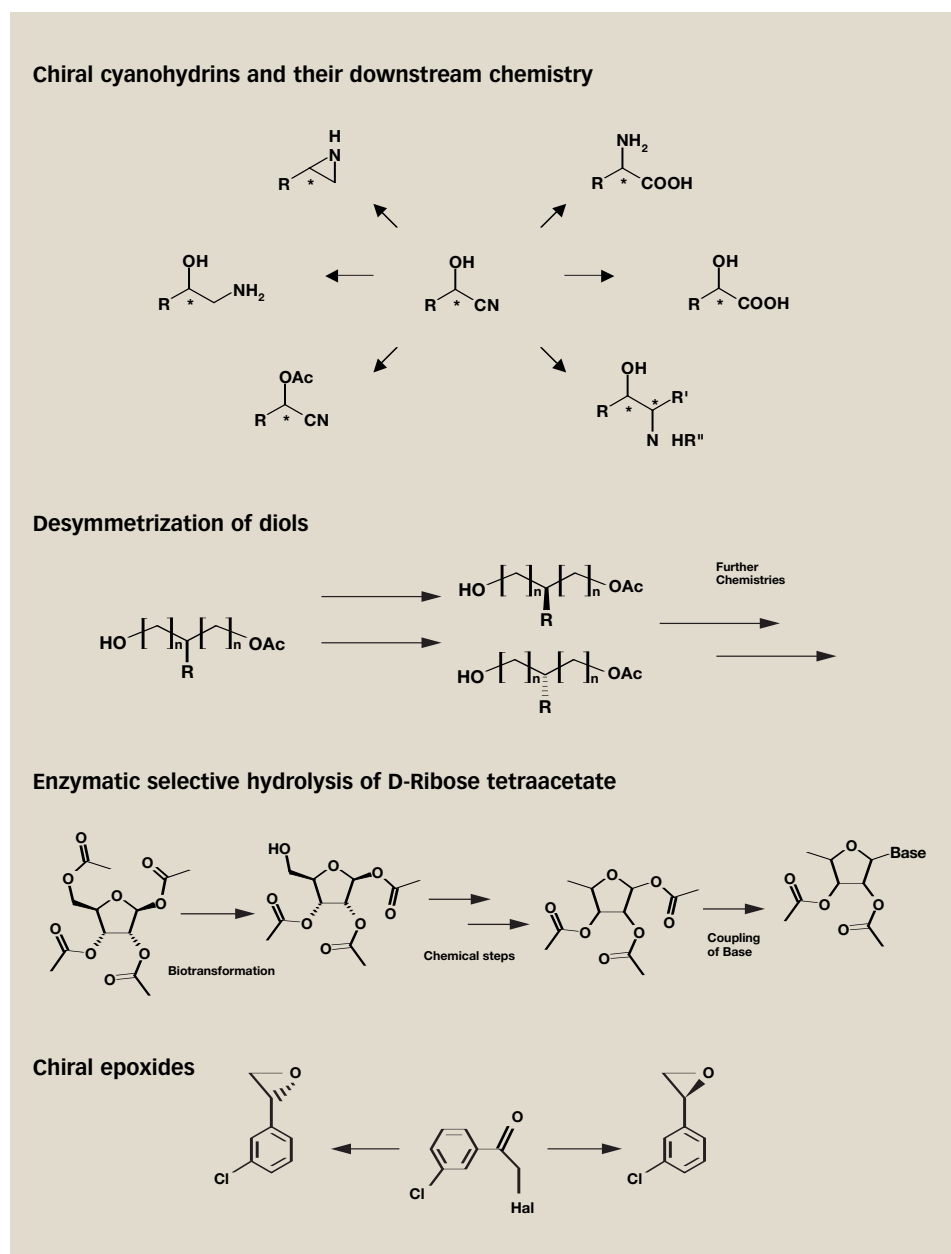 Chiral cyanohydrins and their downstream chemistry
H
N
R * 
NH2
R * COOH
OH
R * NH2
OH
R * CN
OH
R * COOH
OAc
R * CN
OH
R * * R'
N HR"
Desymmetrization of diols
HO [ ]n [ ]n OAc
R
HO [ ]n [ ]n OAc
R
HO [ ]n [ ]n OAc
R
Further
Chemistries
Enzymatic selective hydrolysis of D-Ribose tetraacetate
O
O
O
O
O
O
O
O
O
Biotransformation
HO
O
O
O
O
O
O
O
Chemical steps
O
O
O
O
O
O
O
Coupling
of Base
O
Base
O
O
O
O
Chiral epoxides
O
Cl
O
Cl
Hal
O
Cl